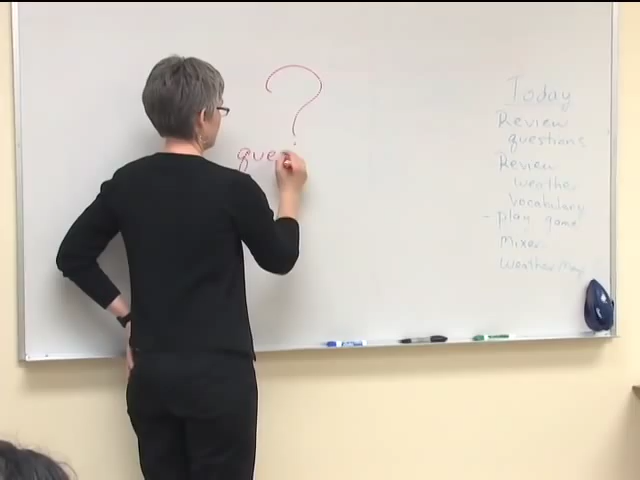 ?
que
Today
Review
questions
Review
weather
vocabulary
- play game
Mixer
Weather Map